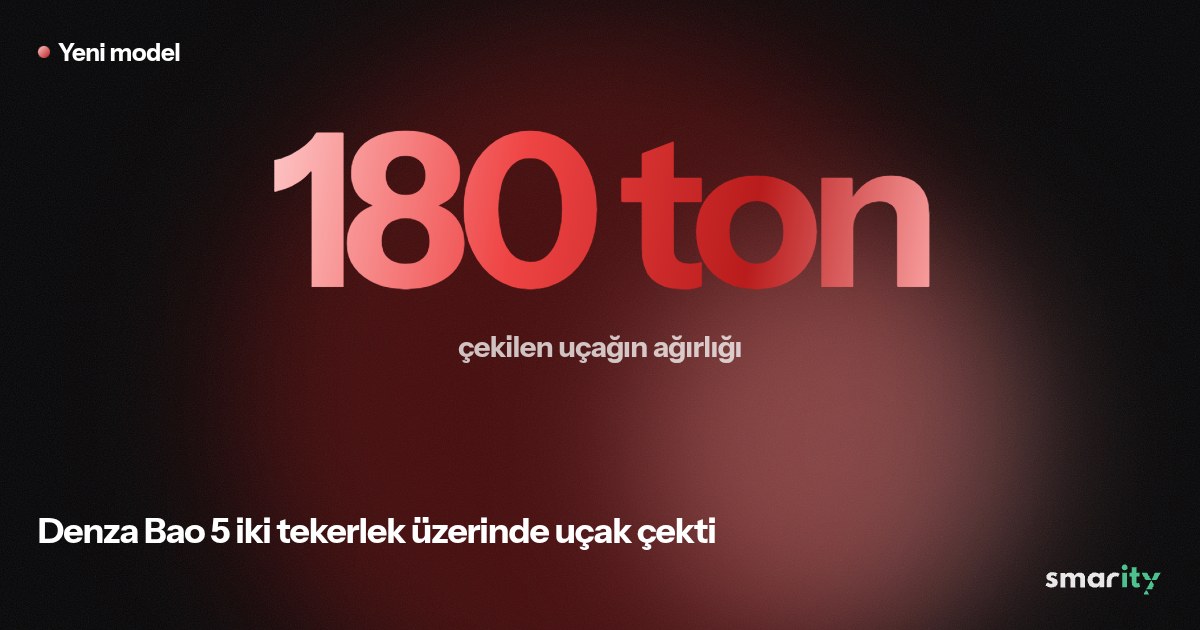 Yeni model
180 ton
çekilen uçağın ağırlığı
Denza Bao 5 iki tekerlek üzerinde uçak çekti
smarity